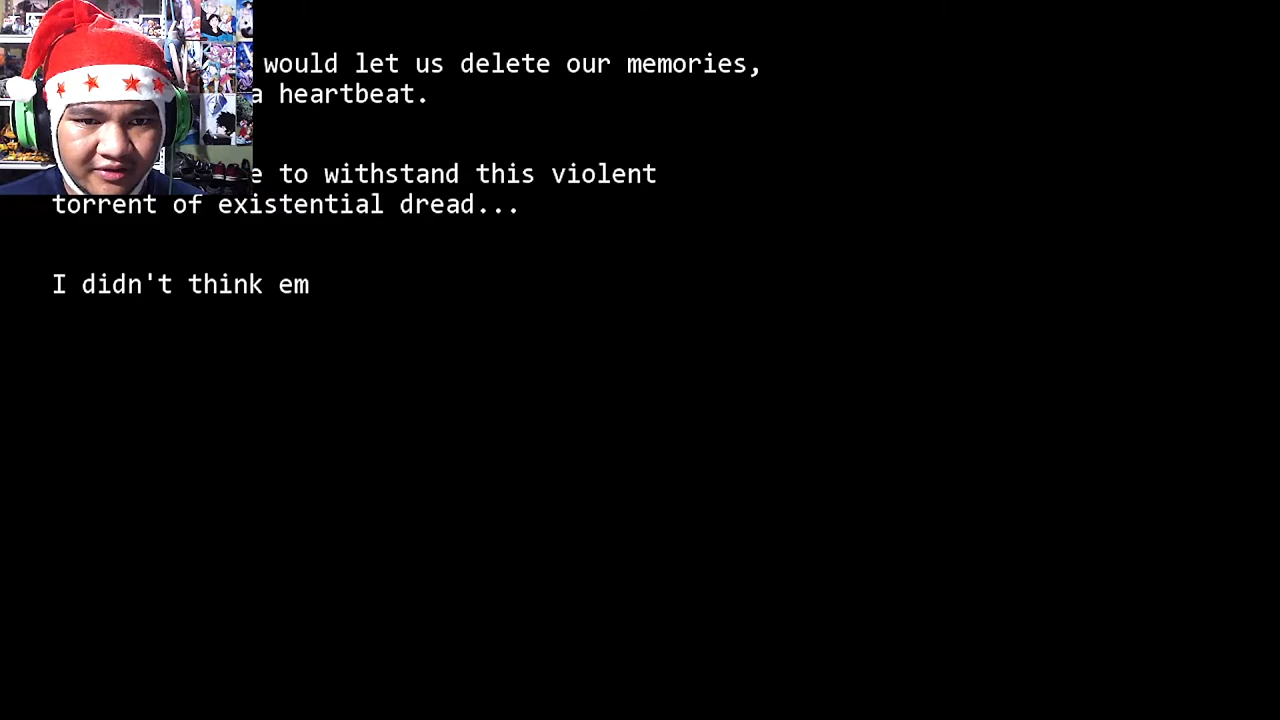 would let us delete our memories,
a heartbeat.
to withstand this violent
torrent of existential dread...
I didn't think em